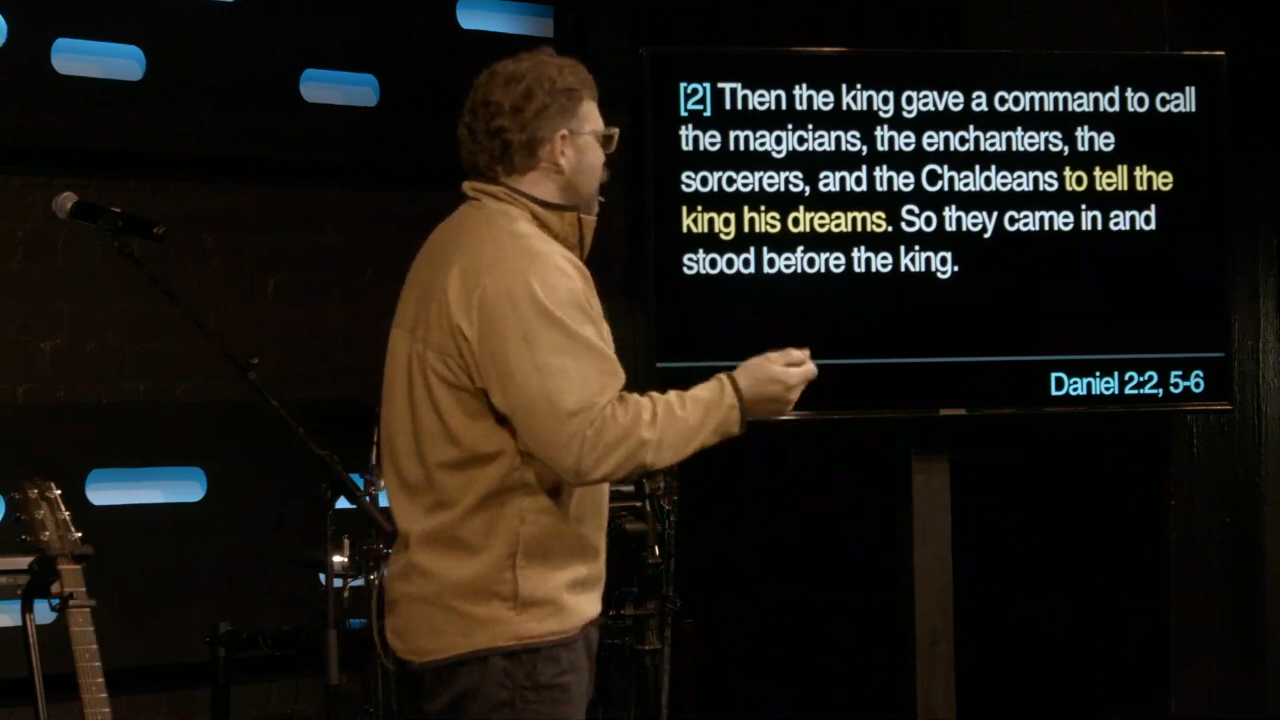 [2] Then the king gave a command to call
the magicians, the enchanters, the
sorcerers, and the Chaldeans to tell the
king his dreams. So they came in and
stood before the king.
Daniel 2:2, 5-6